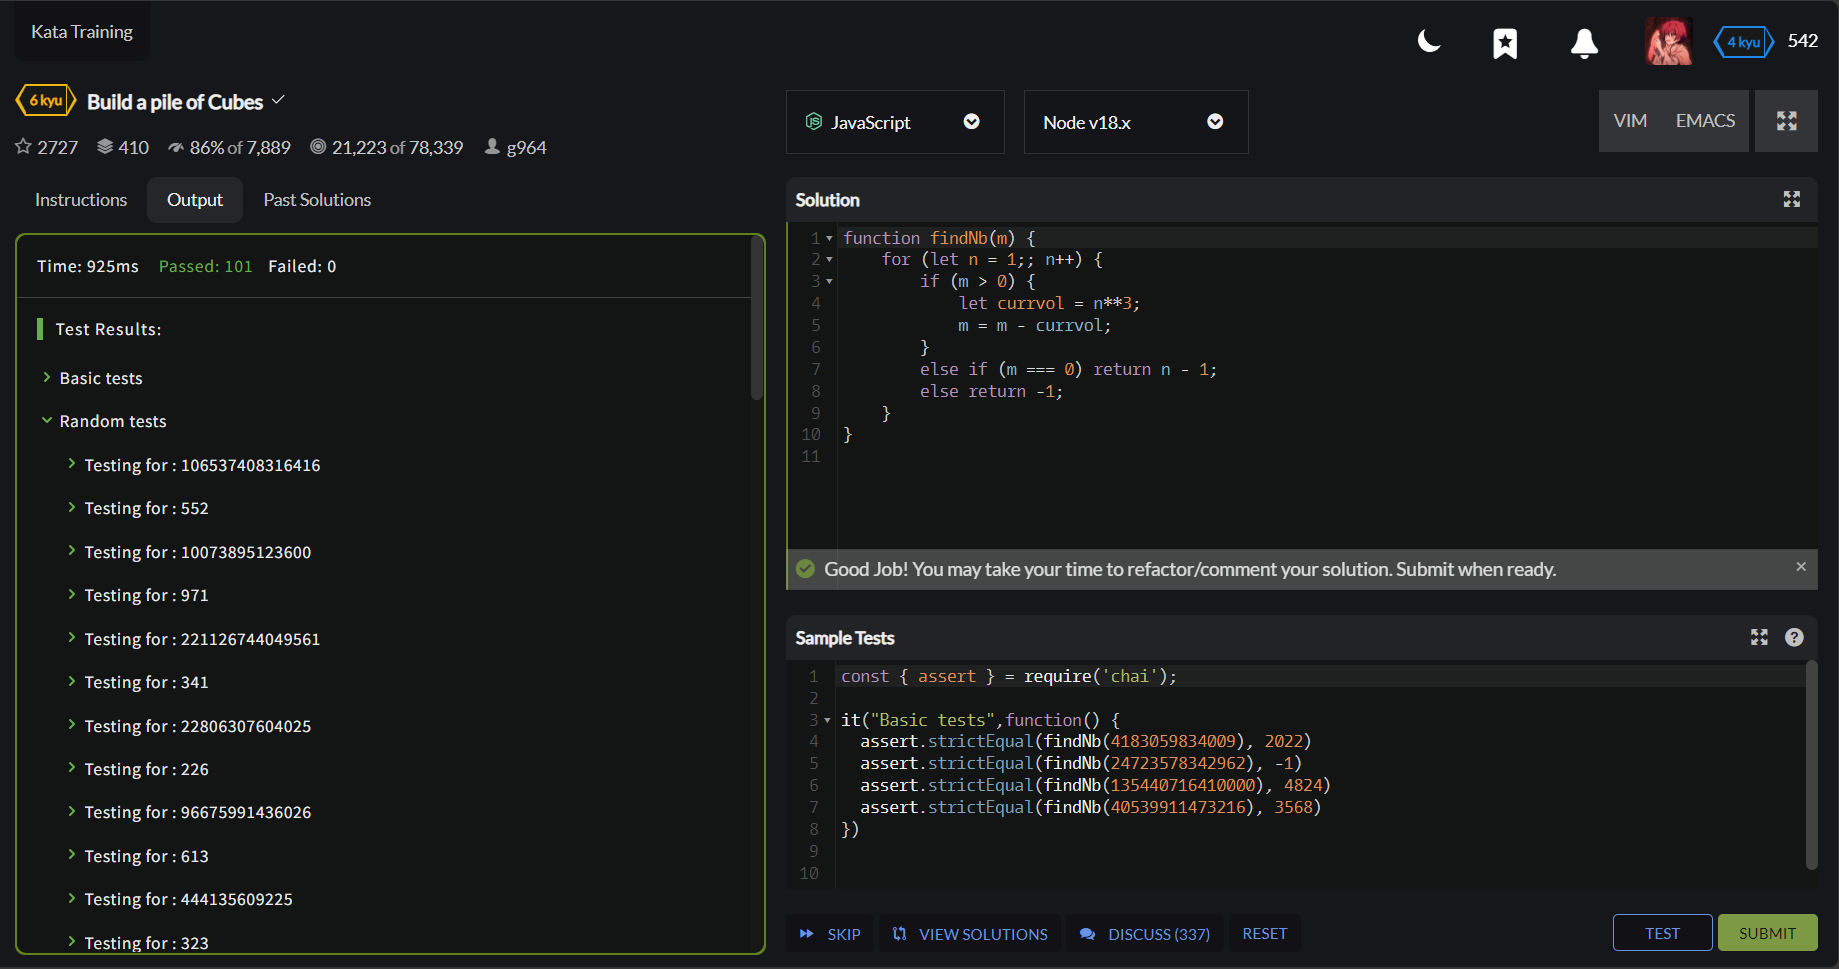 Kata Training
4 kyu 542
6 kyu Build a pile of Cubes
2727 410 86% of 7,889 21,223 of 78,339 g964
JavaScript
Node v18.x
VIM EMACS
Instructions Output Past Solutions
Time: 925ms Passed: 101 Failed: 0
Test Results:
Basic tests
Random tests
Testing for : 106537408316416
Testing for : 552
Testing for : 10073895123600
Testing for : 971
Testing for : 221126744049561
Testing for : 341
Testing for : 22806307604025
Testing for : 226
Testing for : 96675991436026
Testing for : 613
Testing for : 444135609225
Testing for : 323
Solution
1 function findNb(m) {
2 for (let n = 1;; n++) {
3 if (m > 0) {
4 let currvol = n**3;
5 m = m - currvol;
6 }
7 else if (m === 0) return n - 1;
8 else return -1;
9 }
10 }
11
Good Job! You may take your time to refactor/comment your solution. Submit when ready.
Sample Tests
1 const { assert } = require('chai');
2
3 it("Basic tests",function() {
4 assert.strictEqual(findNb(4183059834009), 2022)
5 assert.strictEqual(findNb(24723578342962), -1)
6 assert.strictEqual(findNb(135440716410000), 4824)
7 assert.strictEqual(findNb(40539911473216), 3568)
8 })
9
10
SKIP VIEW SOLUTIONS DISCUSS (337) RESET
TEST SUBMIT